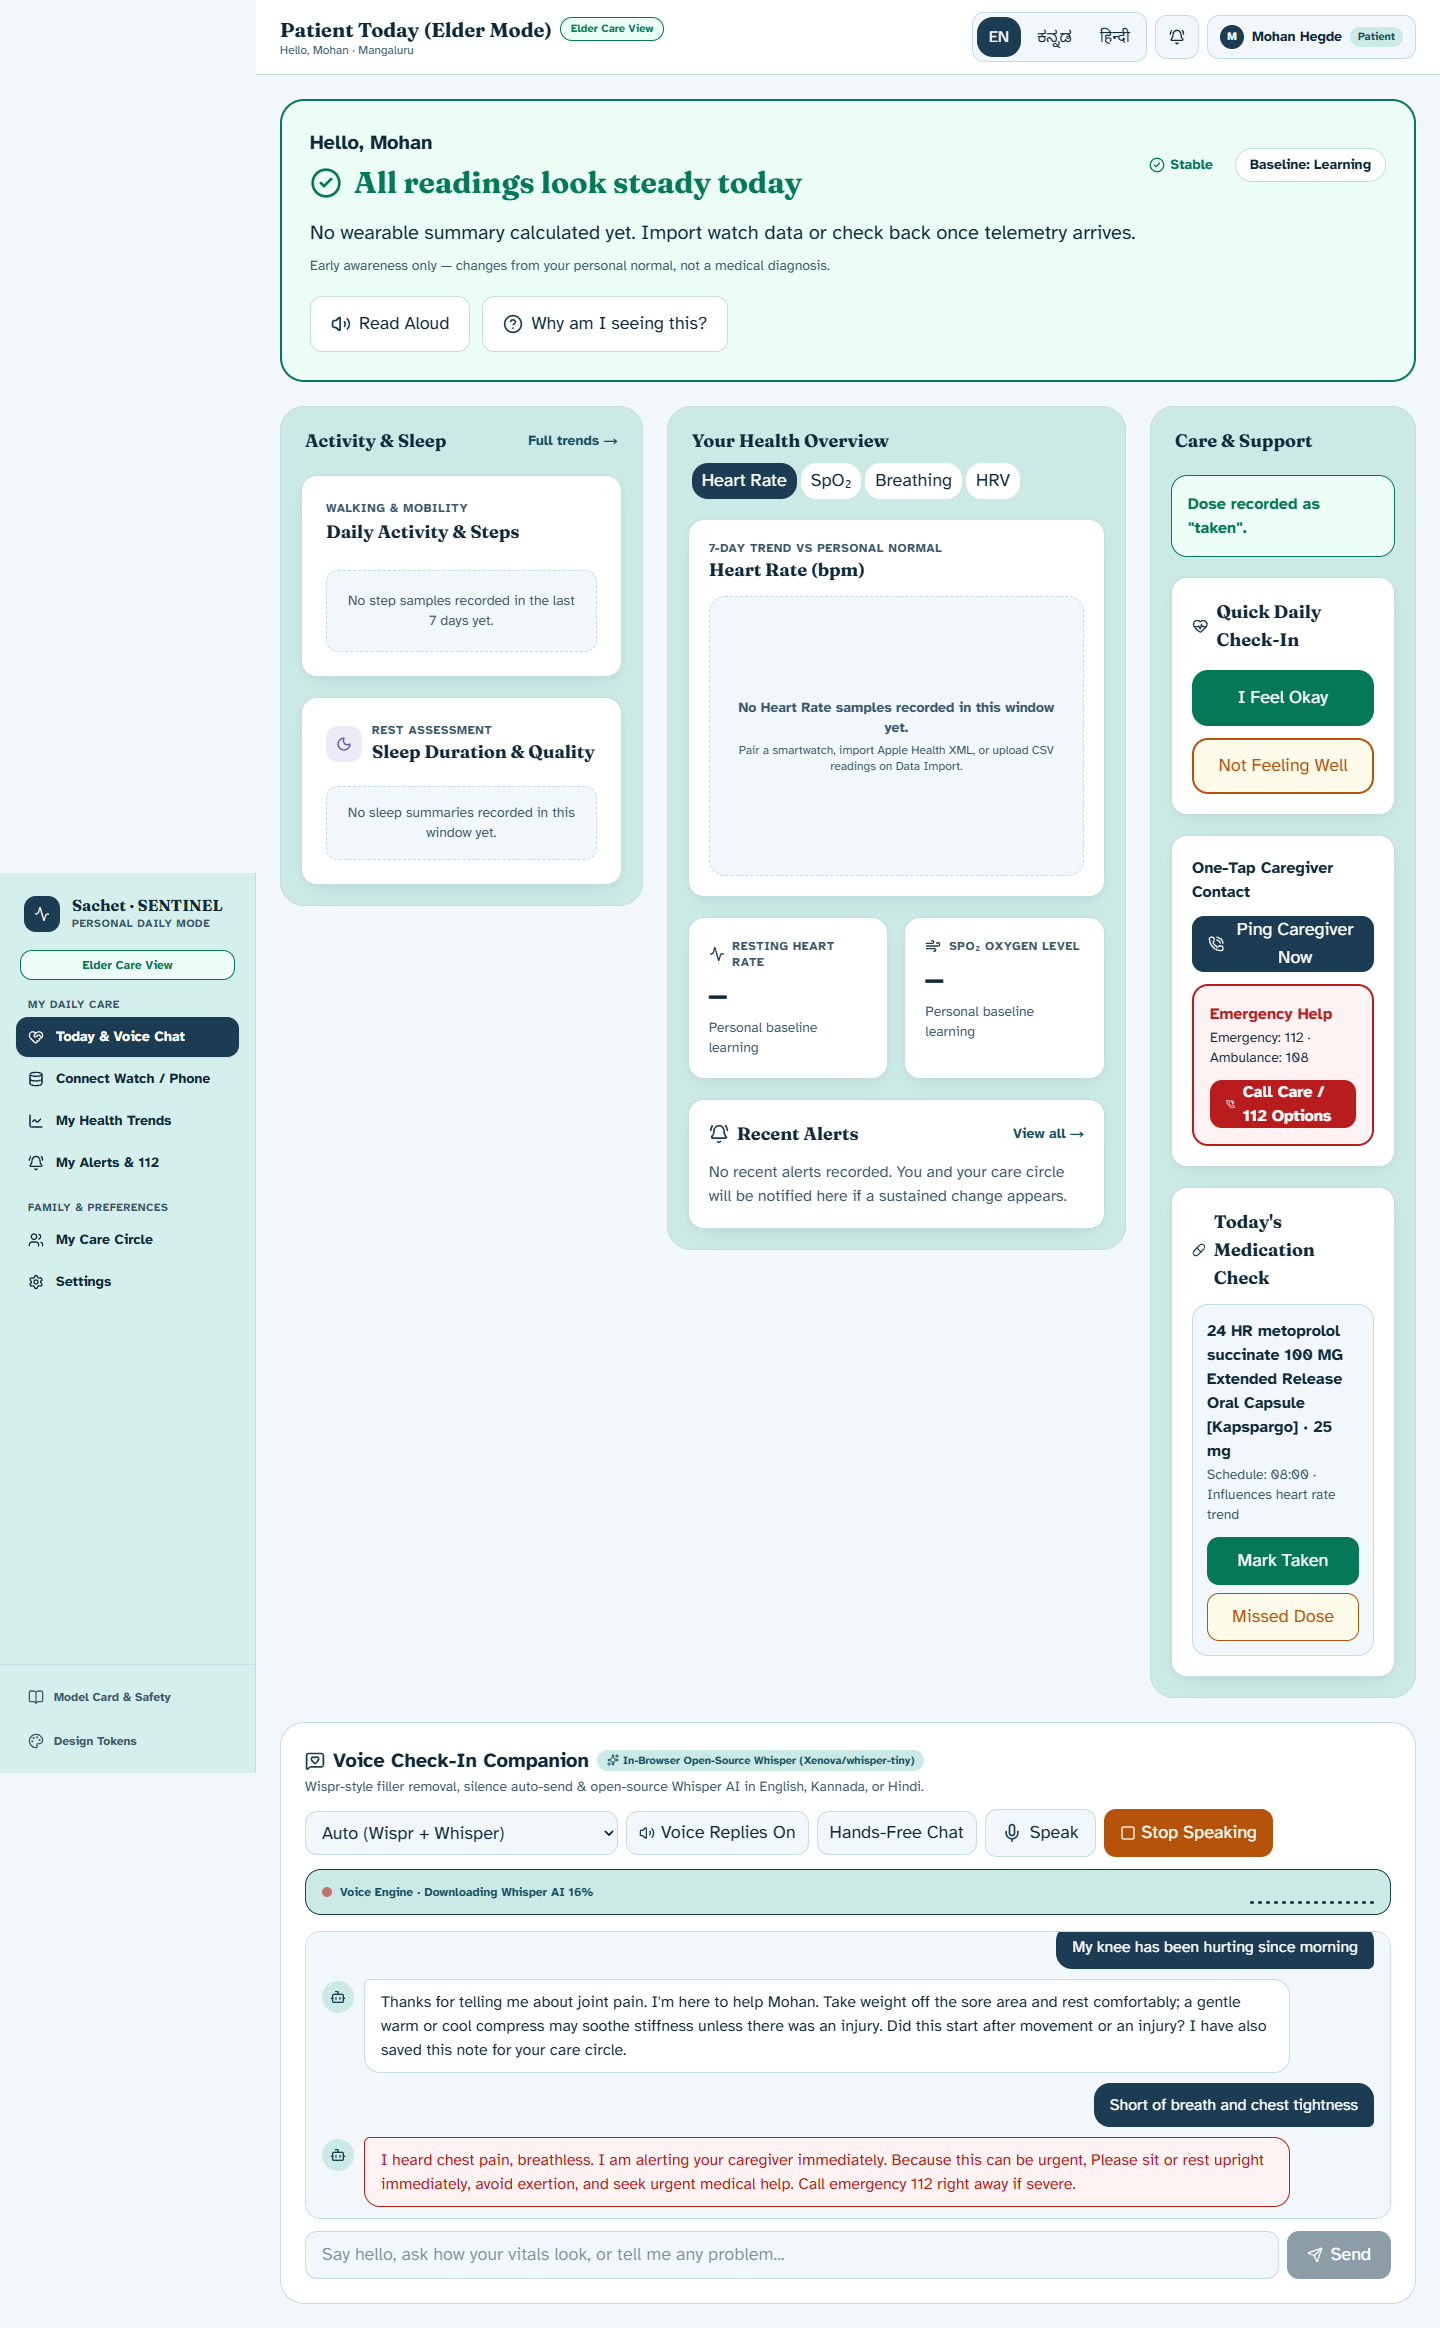 Patient Today (Elder Mode)
Elder Care View
Hello, Mohan · Mangaluru
EN
ಕನ್ನಡ
हिन्दी
M
Mohan Hegde
Patient
Hello, Mohan
All readings look steady today
Stable
Baseline: Learning
No wearable summary calculated yet. Import watch data or check back once telemetry arrives.
Early awareness only — changes from your personal normal, not a medical diagnosis.
Read Aloud
Why am I seeing this?
Activity & Sleep
Full trends →
WALKING & MOBILITY
Daily Activity & Steps
No step samples recorded in the last
7 days yet.
REST ASSESSMENT
Sleep Duration & Quality
No sleep summaries recorded in this
window yet.
Your Health Overview
Heart Rate
SpO₂
Breathing
HRV
7-DAY TREND VS PERSONAL NORMAL
Heart Rate (bpm)
No Heart Rate samples recorded in this window
yet.
Pair a smartwatch, import Apple Health XML, or upload CSV
readings on Data Import.
RESTING HEART
RATE
—
Personal baseline
learning
SPO₂ OXYGEN LEVEL
—
Personal baseline
learning
Recent Alerts
View all →
No recent alerts recorded. You and your care circle
will be notified here if a sustained change appears.
Care & Support
Dose recorded as
"taken".
Quick Daily
Check-In
I Feel Okay
Not Feeling Well
One-Tap Caregiver
Contact
Ping Caregiver
Now
Emergency Help
Emergency: 112 ·
Ambulance: 108
Call Care /
112 Options
Today's
Medication
Check
24 HR metoprolol
succinate 100 MG
Extended Release
Oral Capsule
[Kapspargo] · 25
mg
Schedule: 08:00 ·
Influences heart rate
trend
Mark Taken
Missed Dose
Sachet · SENTINEL
PERSONAL DAILY MODE
Elder Care View
MY DAILY CARE
Today & Voice Chat
Connect Watch / Phone
My Health Trends
My Alerts & 112
FAMILY & PREFERENCES
My Care Circle
Settings
Model Card & Safety
Design Tokens
Voice Check-In Companion
In-Browser Open-Source Whisper (Xenova/whisper-tiny)
Wispr-style filler removal, silence auto-send & open-source Whisper AI in English, Kannada, or Hindi.
Auto (Wispr + Whisper)
Voice Replies On
Hands-Free Chat
Speak
Stop Speaking
Voice Engine · Downloading Whisper AI 16%
My knee has been hurting since morning
Thanks for telling me about joint pain. I'm here to help Mohan. Take weight off the sore area and rest comfortably; a gentle
warm or cool compress may soothe stiffness unless there was an injury. Did this start after movement or an injury? I have also
saved this note for your care circle.
Short of breath and chest tightness
I heard chest pain, breathless. I am alerting your caregiver immediately. Because this can be urgent, Please sit or rest upright
immediately, avoid exertion, and seek urgent medical help. Call emergency 112 right away if severe.
Say hello, ask how your vitals look, or tell me any problem...
Send